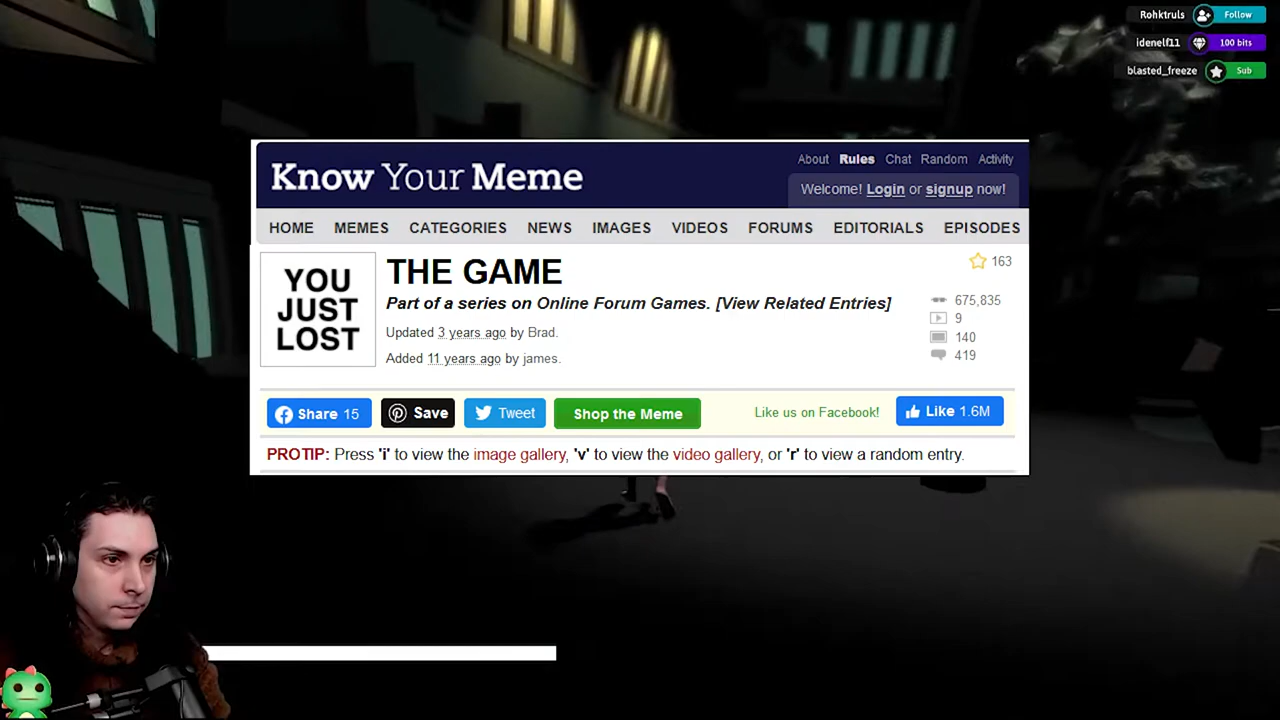 Rohktruls Follow
idenelf11 100 bits
blasted_freeze Sub
Know Your Meme
About Rules Chat Random Activity
Welcome! Login or signup now!
HOME MEMES CATEGORIES NEWS IMAGES VIDEOS FORUMS EDITORIALS EPISODES
YOU
JUST
LOST
THE GAME
Part of a series on Online Forum Games. [View Related Entries]
Updated 3 years ago by Brad.
Added 11 years ago by james.
163
675,835
9
140
419
Share 15 Save Tweet Shop the Meme Like us on Facebook! Like 1.6M
PROTIP: Press 'i' to view the image gallery, 'v' to view the video gallery, or 'r' to view a random entry.